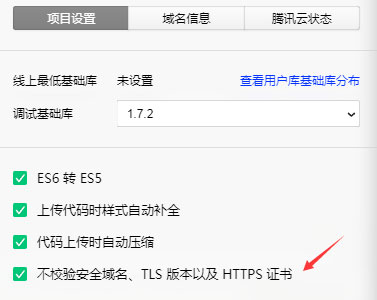 项目设置 域名信息 腾讯云状态
线上最低基础库 未设置 查看用户库基础库分布
调试基础库 1.7.2
ES6 转 ES5
上传代码时样式自动补全
代码上传时自动压缩
不校验安全域名、TLS 版本以及 HTTPS 证书